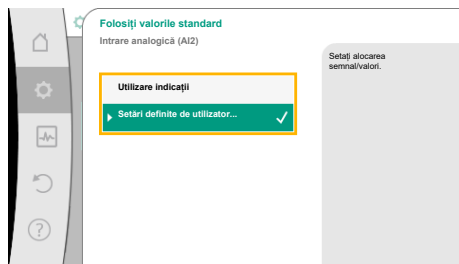 Folosiți valorile standard
Intrare analogică (AI2)
Setați alocarea
semnal/valori.
Utilizare indicații
Setări definite de utilizator...